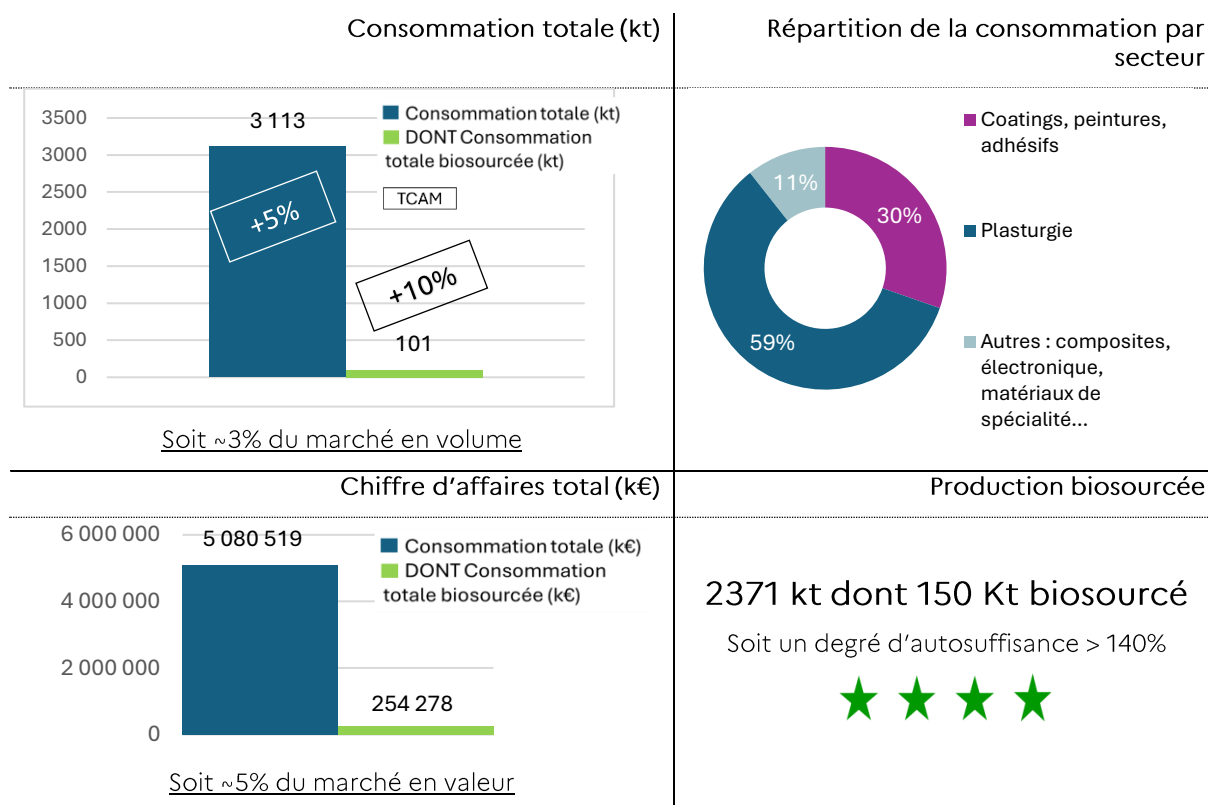 Consommation totale (kt)
3500
3000
2500
2000
1500
1000
500
0
3 113
+5%
+10%
101
Consommation totale (kt)
DONT Consommation
totale biosourcée (kt)
TCAM
Soit ~3% du marché en volume
Répartition de la consommation par
secteur
11%
30%
59%
Coatings, peintures,
adhésifs
Plasturgie
Autres : composites,
électronique,
matériaux de
spécialité...
Chiffre d'affaires total (k€)
6 000 000
4 000 000
2 000 000
0
5 080 519
254 278
Consommation totale (k€)
DONT Consommation
totale biosourcée (k€)
Soit ~5% du marché en valeur
Production biosourcée
2371 kt dont 150 Kt biosourcé
Soit un degré d'autosuffisance > 140%